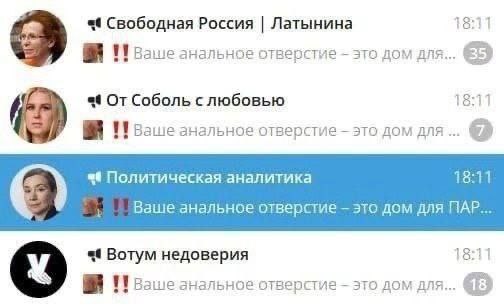 Свободная Россия | Латынина 18:11
‼ Ваше анальное отверстие – это дом для... 35
От Соболь с любовью 18:11
‼ Ваше анальное отверстие – это дом для ... 7
Политическая аналитика 18:11
‼ Ваше анальное отверстие – это дом для ПАР...
Вотум недоверия 18:11
‼ Ваше анальное отверстие – это дом для... 18